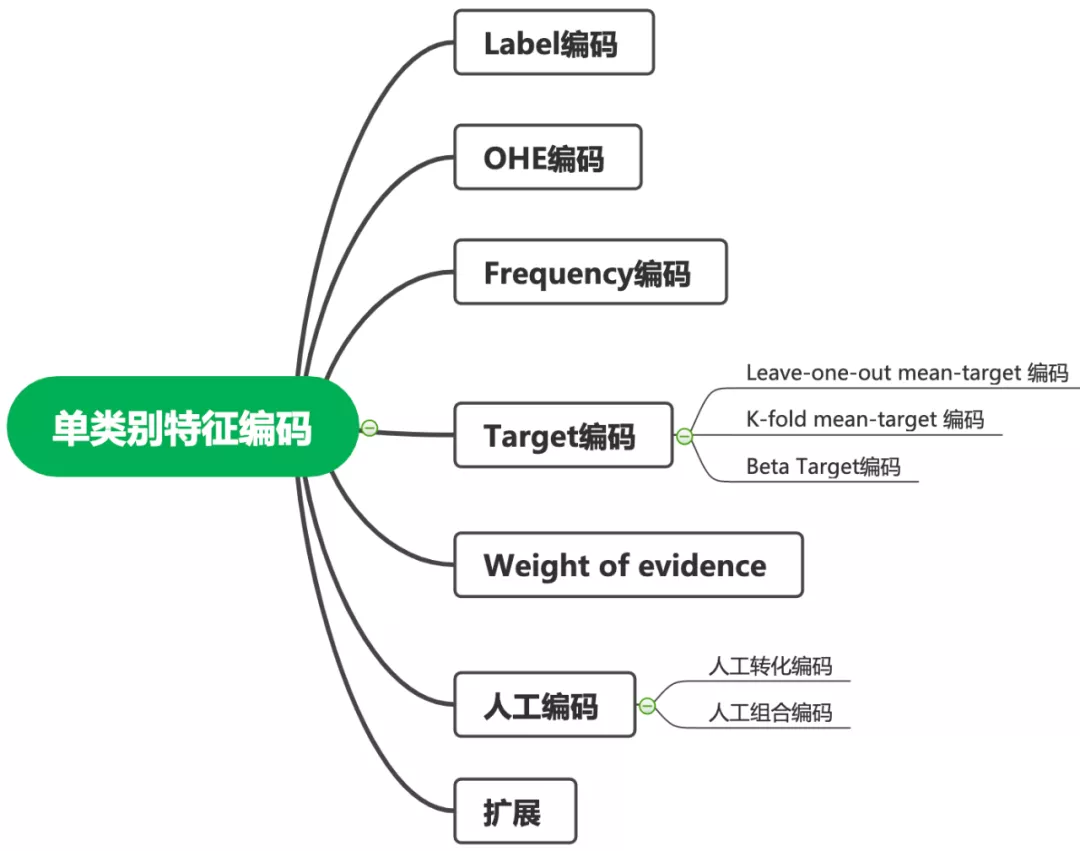 Label编码
OHE编码
Frequency编码
单类别特征编码
Target编码
Leave-one-out mean-target 编码
K-fold mean-target 编码
Beta Target编码
Weight of evidence
人工编码
人工转化编码
人工组合编码
扩展